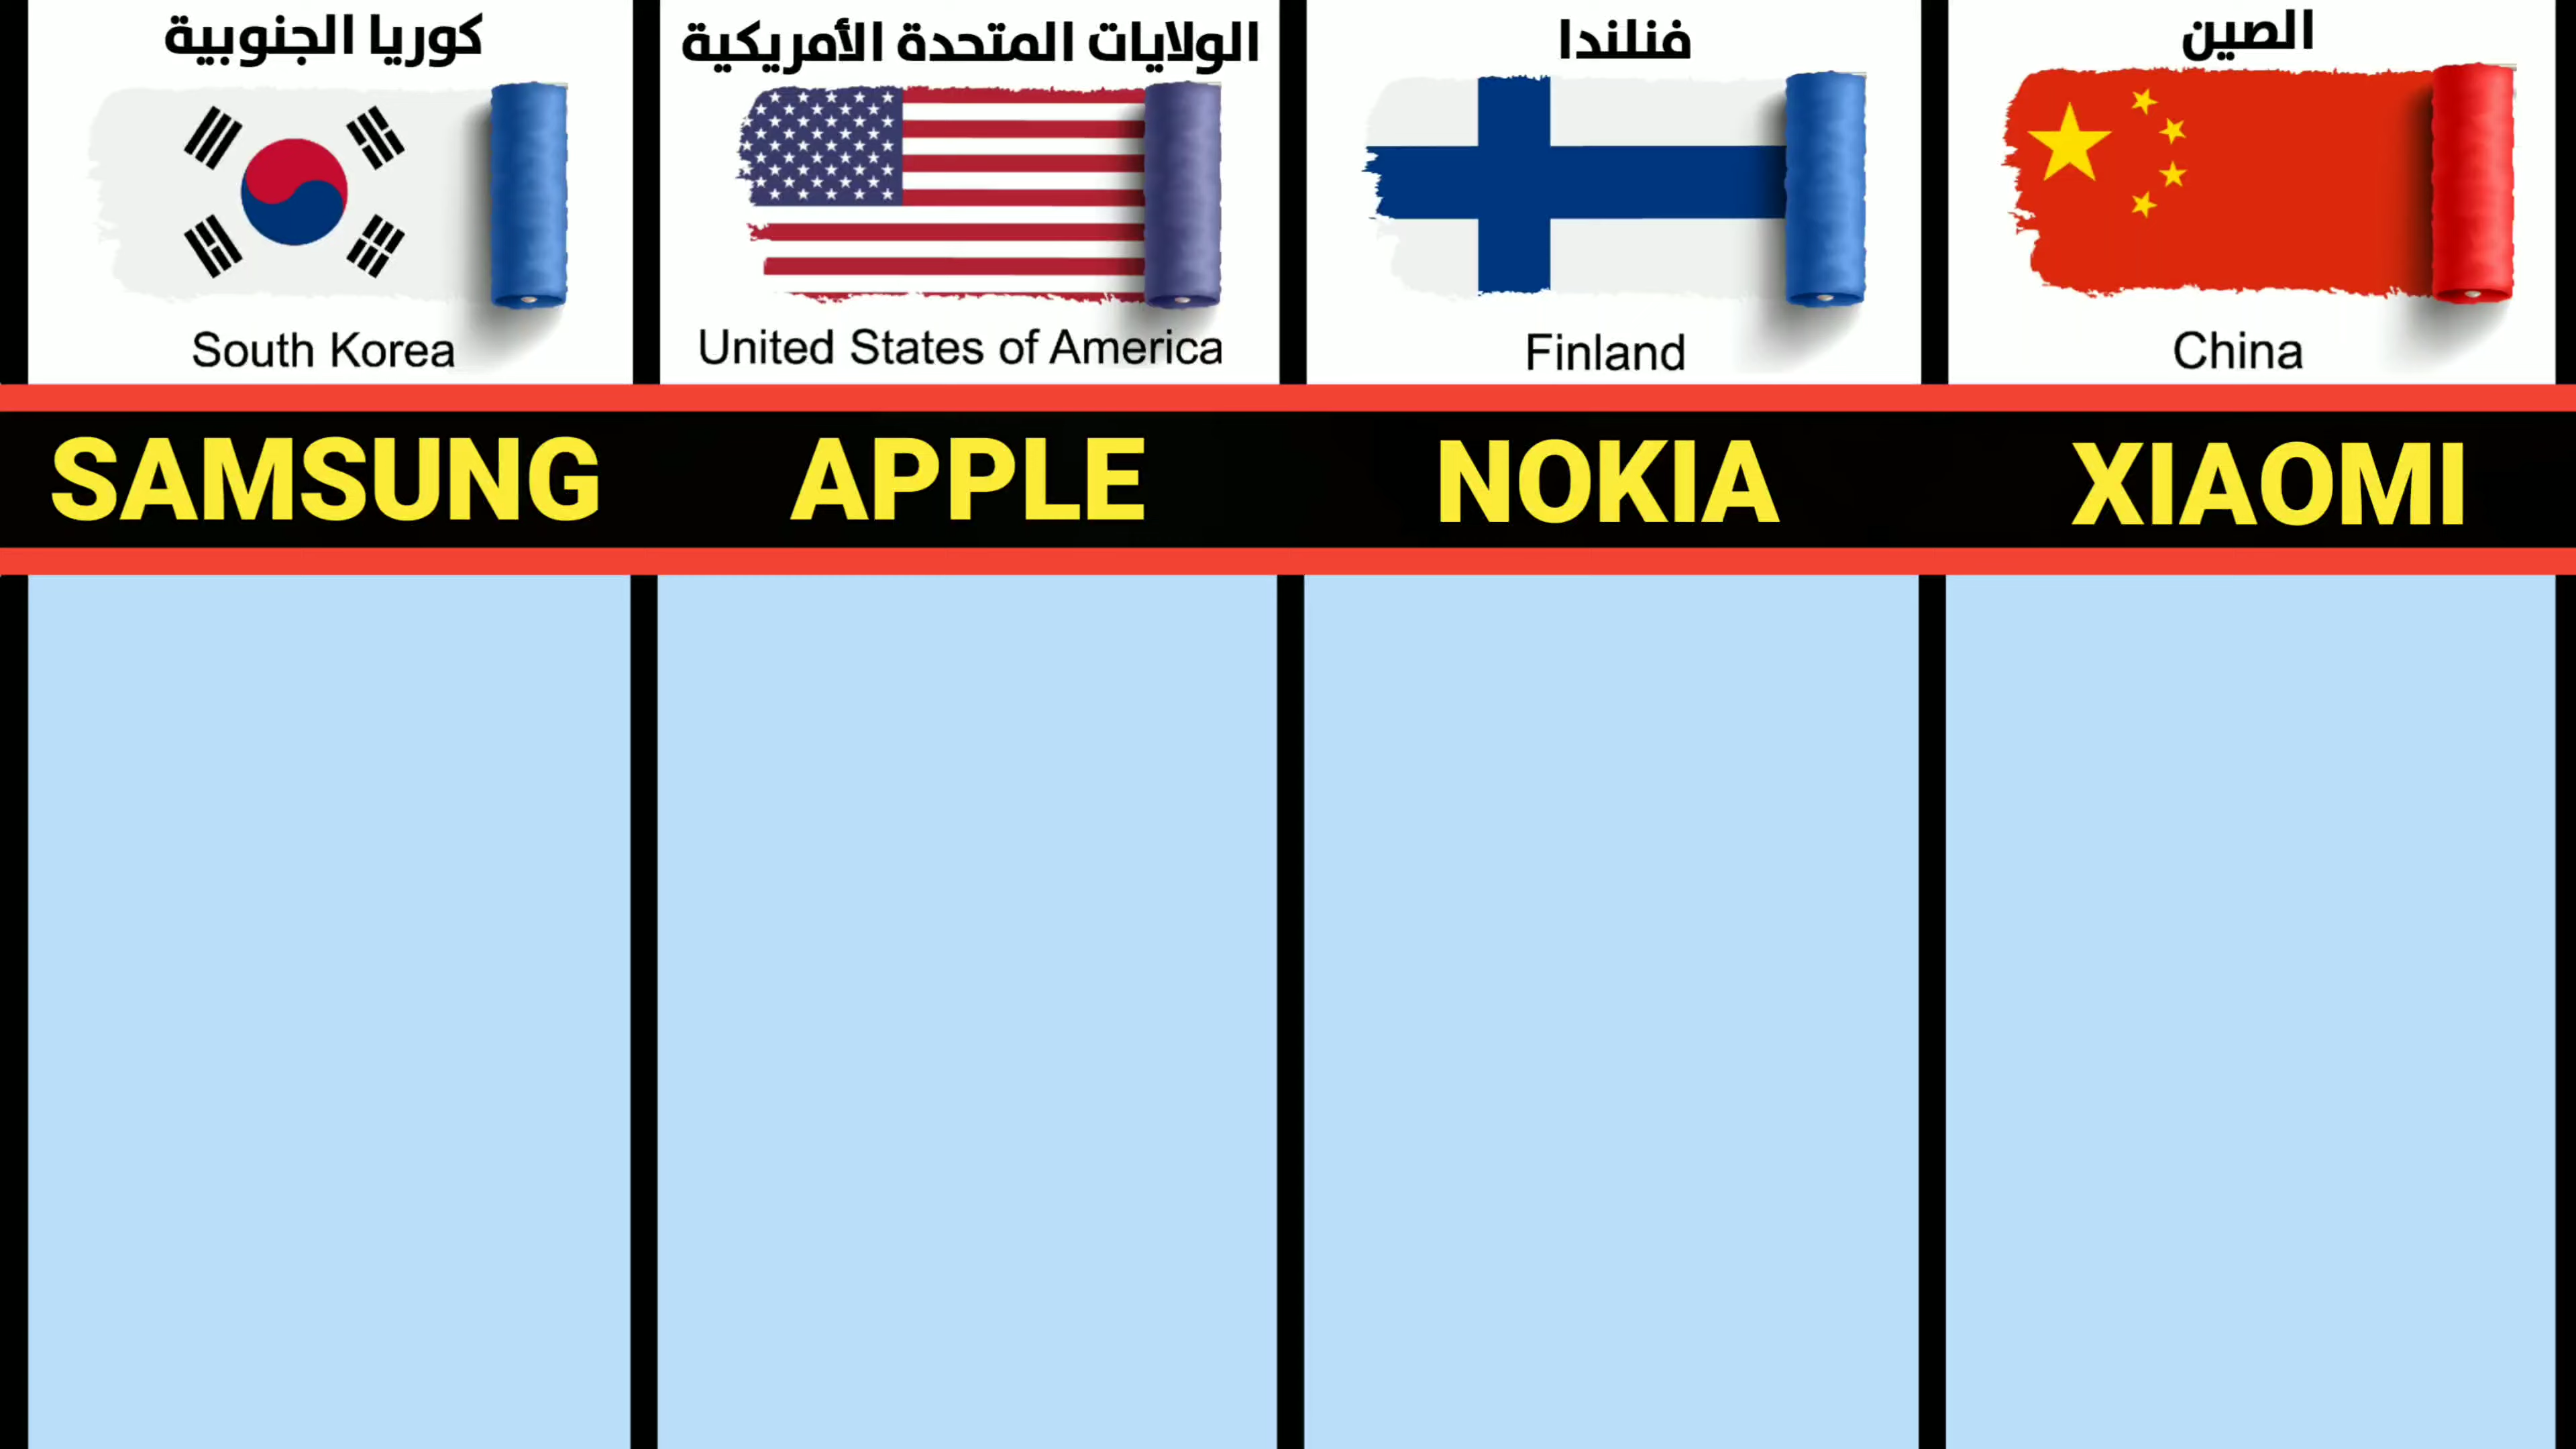 كوريا الجنوبية
الولايات المتحدة الأمريكية
فنلندا
الصين
South Korea
United States of America
Finland
China
SAMSUNG
APPLE
NOKIA
XIAOMI